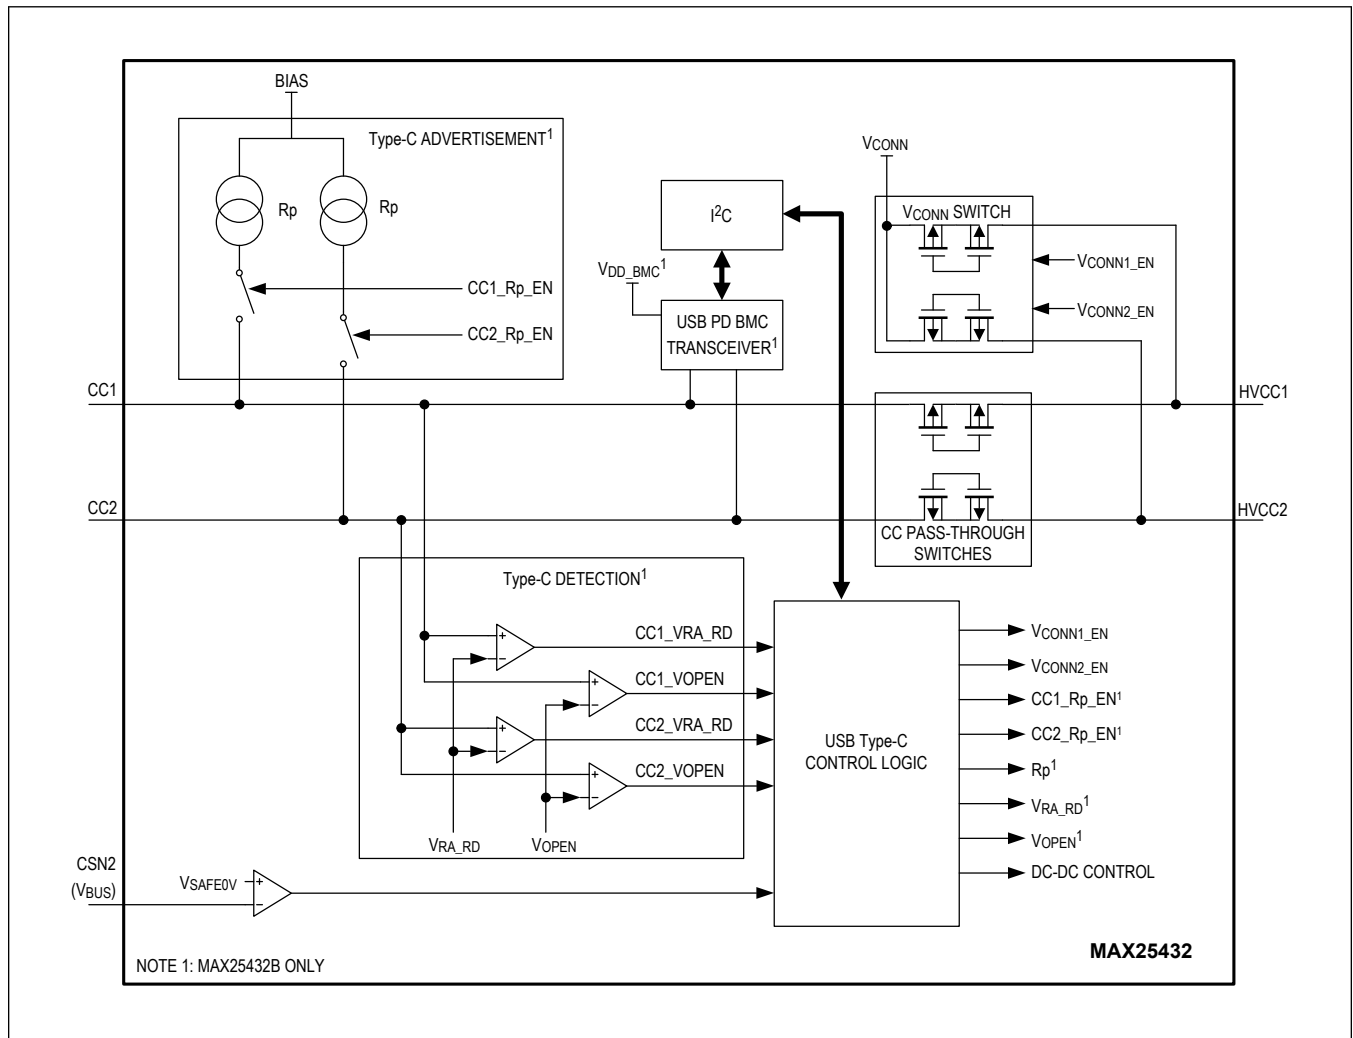 BIAS
Type-C ADVERTISEMENT¹
Rp
Rp
CC1_Rp_EN
CC2_Rp_EN
I²C
VDD_BMC¹
USB PD BMC
TRANSCEIVER¹
VCONN
VCONN SWITCH
VCONN1_EN
VCONN2_EN
CC1
HVCC1
CC2
HVCC2
CC PASS-THROUGH
SWITCHES
Type-C DETECTION¹
+
−
CC1_VRA_RD
+
−
CC1_VOPEN
+
−
CC2_VRA_RD
+
−
CC2_VOPEN
VRA_RD
VOPEN
USB Type-C
CONTROL LOGIC
VCONN1_EN
VCONN2_EN
CC1_Rp_EN¹
CC2_Rp_EN¹
Rp¹
VRA_RD¹
VOPEN¹
DC-DC CONTROL
CSN2
(VBUS)
VSAFE0V
+
−
MAX25432
NOTE 1: MAX25432B ONLY